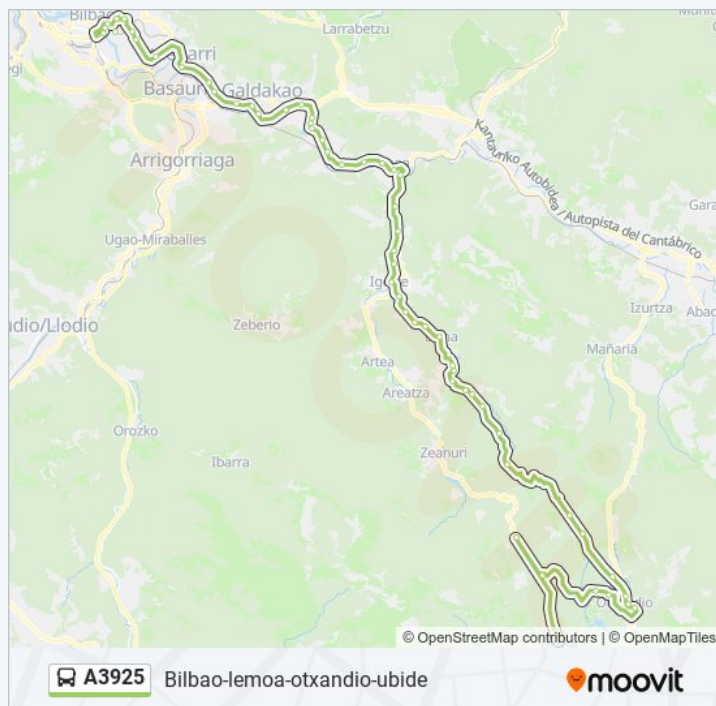 Bilbao
Larrabetzu
Basauri
Galdakao
Arrigorriaga
Kantauriko Autobidea / Autopista del Cantábrico
Ugao-Miraballes
Igorre
Izurtza
Zeberio
Mañaria
Artea
Areatza
Orozko
Ibarra
Zeanuri
© OpenStreetMap contributors | © OpenMapTiles
A3925 Bilbao-lemoa-otxandio-ubide
moovit